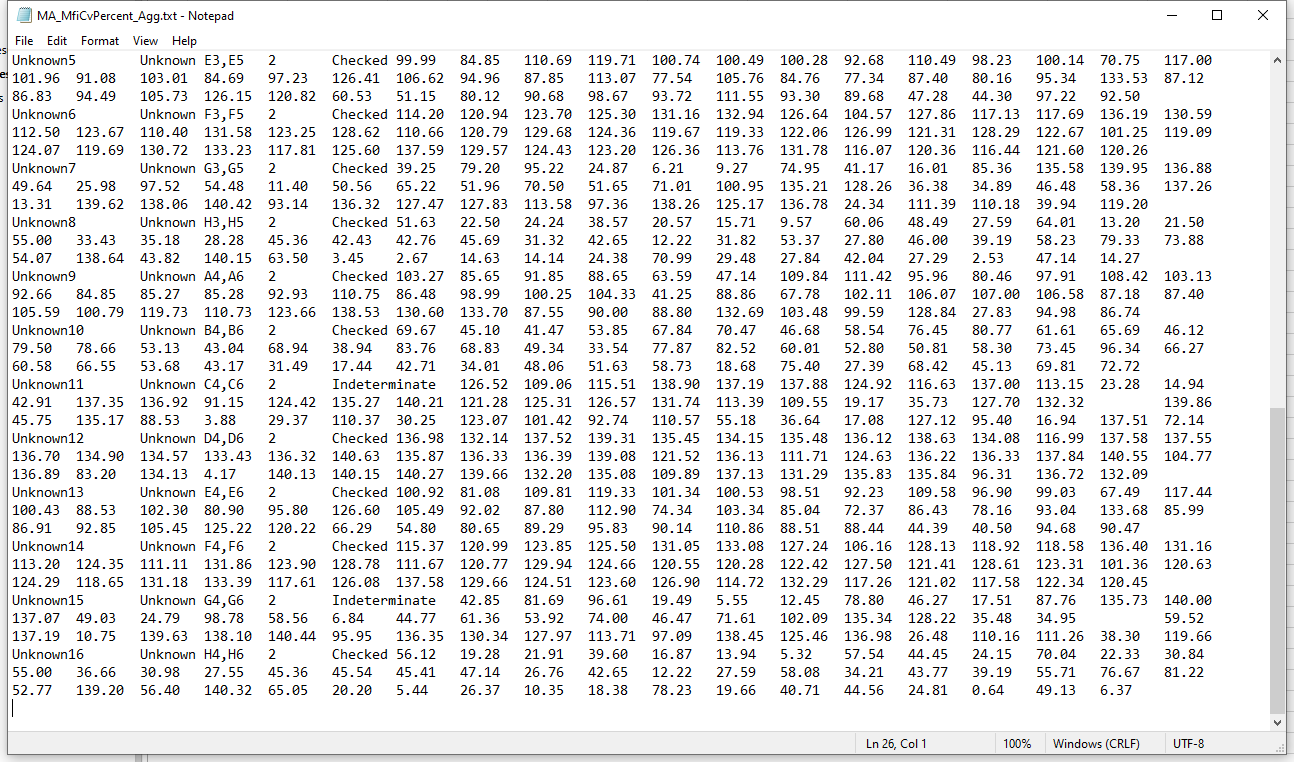 MA_MfiCvPercent_Agg.txt - Notepad
File Edit Format View Help
Unknown5 Unknown E3,E5 2 Checked 99.99 84.85 110.69 119.71 100.74 100.49 100.28 92.68 110.49 98.23 100.14 70.75 117.00
101.96 91.08 103.01 84.69 97.23 126.41 106.62 94.96 87.85 113.07 77.54 105.76 84.76 77.34 87.40 80.16 95.34 133.53 87.12
86.83 94.49 105.73 126.15 120.82 60.53 51.15 80.12 90.68 98.67 93.72 111.55 93.30 89.68 47.28 44.30 97.22 92.50
Unknown6 Unknown F3,F5 2 Checked 114.20 120.94 123.70 125.30 131.16 132.94 126.64 104.57 127.86 117.13 117.69 136.19 130.59
112.50 123.67 110.40 131.58 123.25 128.62 110.66 120.79 129.68 124.36 119.67 119.33 122.06 126.99 121.31 128.29 122.67 101.25 119.09
124.07 119.69 130.72 133.23 117.81 125.60 137.59 129.57 124.43 123.20 126.36 113.76 131.78 116.07 120.36 116.44 121.60 120.26
Unknown7 Unknown G3,G5 2 Checked 39.25 79.20 95.22 24.87 6.21 9.27 74.95 41.17 16.01 85.36 135.58 139.95 136.88
49.64 25.98 97.52 54.48 11.40 50.56 65.22 51.96 70.50 51.65 71.01 100.95 135.21 128.26 36.38 34.89 46.48 58.36 137.26
13.31 139.62 138.06 140.42 93.14 136.32 127.47 127.83 113.58 97.36 138.26 125.17 136.78 24.34 111.39 110.18 39.94 119.20
Unknown8 Unknown H3,H5 2 Checked 51.63 22.50 24.24 38.57 20.57 15.71 9.57 60.06 48.49 27.59 64.01 13.20 21.50
55.00 33.43 35.18 28.28 45.36 42.43 42.76 45.69 31.32 42.65 12.22 31.82 53.37 27.80 46.00 39.19 58.23 79.33 73.88
54.07 138.64 43.82 140.15 63.50 3.45 2.67 14.63 14.14 24.38 70.99 29.48 27.84 42.04 27.29 2.53 47.14 14.27
Unknown9 Unknown A4,A6 2 Checked 103.27 85.65 91.85 88.65 63.59 47.14 109.84 111.42 95.96 80.46 97.91 108.42 103.13
92.66 84.85 85.27 85.28 92.93 110.75 86.48 98.99 100.25 104.33 41.25 88.86 67.78 102.11 106.07 107.00 106.58 87.18 87.40
105.59 100.79 119.73 110.73 123.66 138.53 130.60 133.70 87.55 90.00 88.80 132.69 103.48 99.59 128.84 27.83 94.98 86.74
Unknown10 Unknown B4,B6 2 Checked 69.67 45.10 41.47 53.85 67.84 70.47 46.68 58.54 76.45 80.77 61.61 65.69 46.12
79.50 78.66 53.13 43.04 68.94 38.94 83.76 68.83 49.34 33.54 77.87 82.52 60.01 52.80 50.81 58.30 73.45 96.34 66.27
60.58 66.55 53.68 43.17 31.49 17.44 42.71 34.01 48.06 51.63 58.73 18.68 75.40 27.39 68.42 45.13 69.81 72.72
Unknown11 Unknown C4,C6 2 Indeterminate 126.52 109.06 115.51 138.90 137.19 137.88 124.92 116.63 137.00 113.15 23.28 14.94
42.91 137.35 136.92 91.15 124.42 135.27 140.21 121.28 125.31 126.57 131.74 113.39 109.55 19.17 35.73 127.70 132.32 139.86
45.75 135.17 88.53 3.88 29.37 110.37 30.25 123.07 101.42 92.74 110.57 55.18 36.64 17.08 127.12 95.40 16.94 137.51 72.14
Unknown12 Unknown D4,D6 2 Checked 136.98 132.14 137.52 139.31 135.45 134.15 135.48 136.12 138.63 134.08 116.99 137.58 137.55
136.70 134.90 134.57 133.43 136.32 140.63 135.87 136.33 136.39 139.08 121.52 136.13 111.71 124.63 136.22 136.33 137.84 140.55 104.77
136.89 83.20 134.13 4.17 140.13 140.15 140.27 139.66 132.20 135.08 109.89 137.13 131.29 135.83 135.84 96.31 136.72 132.09
Unknown13 Unknown E4,E6 2 Checked 100.92 81.08 109.81 119.33 101.34 100.53 98.51 92.23 109.58 96.90 99.03 67.49 117.44
100.43 88.53 102.30 80.90 95.80 126.60 105.49 92.02 87.80 112.90 74.34 103.34 85.04 72.37 86.43 78.16 93.04 133.68 85.99
86.91 92.85 105.45 125.22 120.22 66.29 54.80 80.65 89.29 95.83 90.14 110.86 88.51 88.44 44.39 40.50 94.68 90.47
Unknown14 Unknown F4,F6 2 Checked 115.37 120.99 123.85 125.50 131.05 133.08 127.24 106.16 128.13 118.92 118.58 136.40 131.16
113.20 124.35 111.11 131.86 123.90 128.78 111.67 120.77 129.94 124.66 120.55 120.28 122.42 127.50 121.41 128.61 123.31 101.36 120.63
124.29 118.65 131.18 133.39 117.61 126.08 137.58 129.66 124.51 123.60 126.90 114.72 132.29 117.26 121.02 117.58 122.34 120.45
Unknown15 Unknown G4,G6 2 Indeterminate 42.85 81.69 96.61 19.49 5.55 12.45 78.80 46.27 17.51 87.76 135.73 140.00
137.07 49.03 24.79 98.78 58.56 6.84 44.77 61.36 53.92 74.00 46.47 71.61 102.09 135.34 128.22 35.48 34.95 59.52
137.19 10.75 139.63 138.10 140.44 95.95 136.35 130.34 127.97 113.71 97.09 138.45 125.46 136.98 26.48 110.16 111.26 38.30 119.66
Unknown16 Unknown H4,H6 2 Checked 56.12 19.28 21.91 39.60 16.87 13.94 5.32 57.54 44.45 24.15 70.04 22.33 30.84
55.00 36.66 30.98 27.55 45.36 45.54 45.41 47.14 26.76 42.65 12.22 27.59 58.08 34.21 43.77 39.19 55.71 76.67 81.22
52.77 139.20 56.40 140.32 65.05 20.20 5.44 26.37 10.35 18.38 78.23 19.66 40.71 44.56 24.81 0.64 49.13 6.37
Ln 26, Col 1 100% Windows (CRLF) UTF-8